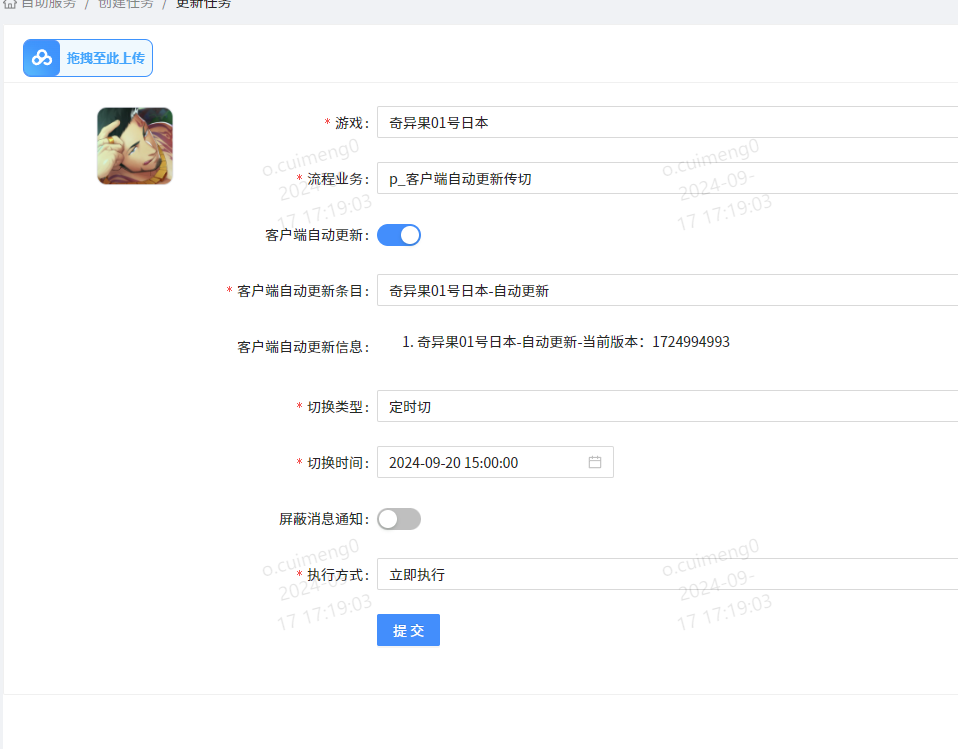 自助服务 / 创建任务 / 更新任务
拖拽至此上传
* 游戏: 奇异果01号日本
* 流程业务: p_客户端自动更新传切
客户端自动更新:
* 客户端自动更新条目: 奇异果01号日本-自动更新
客户端自动更新信息: 1. 奇异果01号日本-自动更新-当前版本：1724994993
* 切换类型: 定时切
* 切换时间: 2024-09-20 15:00:00
屏蔽消息通知:
* 执行方式: 立即执行
提 交
o.cuimeng0
2024-09-
17 17:19:03
o.cuimeng0
2024-09-
17 17:19:03
o.cuimeng0
2024-09-
17 17:19:03
o.cuimeng0
2024-09-
17 17:19:03